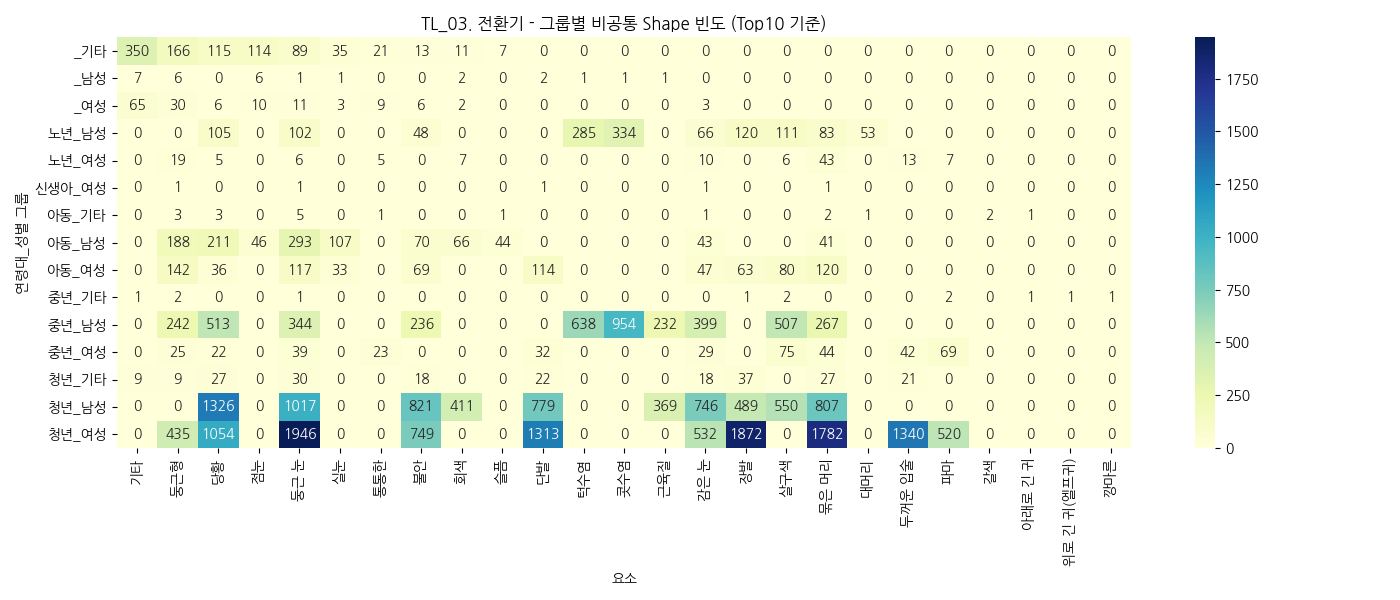 TL_03. 전환기 - 그룹별 비공통 Shape 빈도 (Top10 기준)
연령대_성별 그룹
_기타 350 166 115 114 89 35 21 13 11 7 0 0 0 0 0 0 0 0 0 0 0 0 0 0 0
_남성 7 6 0 6 1 1 0 0 2 0 2 1 1 1 0 0 0 0 0 0 0 0 0 0 0
_여성 65 30 6 10 11 3 9 6 2 0 0 0 0 0 3 0 0 0 0 0 0 0 0 0 0
노년_남성 0 0 105 0 102 0 0 48 0 0 0 285 334 0 66 120 111 83 53 0 0 0 0 0 0
노년_여성 0 19 5 0 6 0 5 0 7 0 0 0 0 0 10 0 6 43 0 13 7 0 0 0 0
신생아_여성 0 1 0 0 1 0 0 0 0 0 1 0 0 0 1 0 0 1 0 0 0 0 0 0 0
아동_기타 0 3 3 0 5 0 1 0 0 1 0 0 0 0 1 0 0 2 1 0 0 2 1 0 0
아동_남성 0 188 211 46 293 107 0 70 66 44 0 0 0 0 43 0 0 41 0 0 0 0 0 0 0
아동_여성 0 142 36 0 117 33 0 69 0 0 114 0 0 0 47 63 80 120 0 0 0 0 0 0 0
중년_기타 1 2 0 0 1 0 0 0 0 0 0 0 0 0 0 1 2 0 0 0 2 0 1 1 1
중년_남성 0 242 513 0 344 0 0 236 0 0 0 638 954 232 399 0 507 267 0 0 0 0 0 0 0
중년_여성 0 25 22 0 39 0 23 0 0 0 32 0 0 0 29 0 75 44 0 42 69 0 0 0 0
청년_기타 9 9 27 0 30 0 0 18 0 0 22 0 0 0 18 37 0 27 0 21 0 0 0 0 0
청년_남성 0 0 1326 0 1017 0 0 821 411 0 779 0 0 369 746 489 550 807 0 0 0 0 0 0 0
청년_여성 0 435 1054 0 1946 0 0 749 0 0 1313 0 0 0 532 1872 0 1782 0 1340 520 0 0 0 0
기타
둥근형
당황
점눈
둥근 눈
실눈
통통한
불안
회색
슬픔
단발
턱수염
콧수염
근육질
감은 눈
장발
살구색
묶은 머리
대머리
두꺼운 입술
파마
갈색
아래로 긴 귀
위로 긴 귀(엘프귀)
깡마른
요소
1750
1500
1250
1000
750
500
250
0